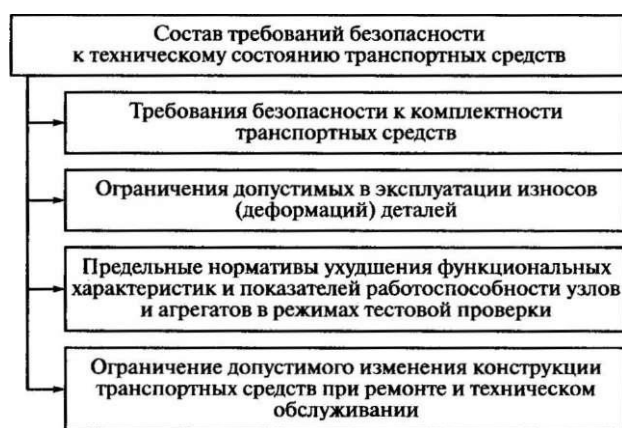 Состав требований безопасности
к техническому состоянию транспортных средств
Требования безопасности к комплектности
транспортных средств
Ограничения допустимых в эксплуатации износов
(деформаций) деталей
Предельные нормативы ухудшения функциональных
характеристик и показателей работоспособности узлов
и агрегатов в режимах тестовой проверки
Ограничение допустимого изменения конструкции
транспортных средств при ремонте и техническом
обслуживании